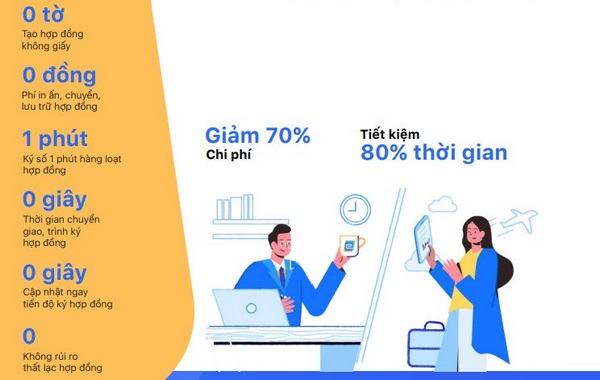 0 tờ
Tạo hợp đồng
không giấy
0 đồng
Phí in ấn, chuyển,
lưu trữ hợp đồng
1 phút
Ký số 1 phút hàng loạt
hợp đồng
0 giây
Thời gian chuyển
giao, trình ký
hợp đồng
0 giây
Cập nhật ngay
tiến độ ký hợp đồng
0
Không rủi ro
thất lạc hợp đồng
Giảm 70%
Chi phí
Tiết kiệm
80% thời gian